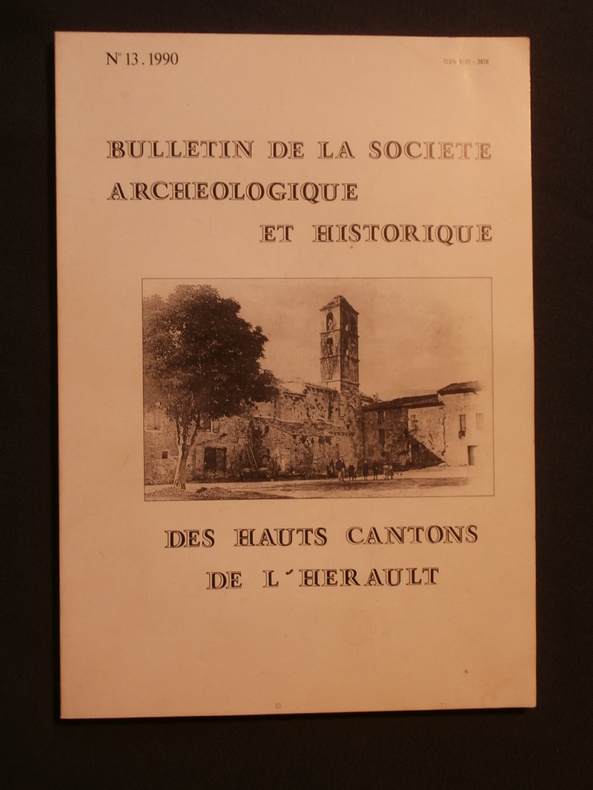 N° 13. 1990
BULLETIN DE LA SOCIETE
ARCHEOLOGIQUE
ET HISTORIQUE
DES HAUTS CANTONS
DE L'HERAULT